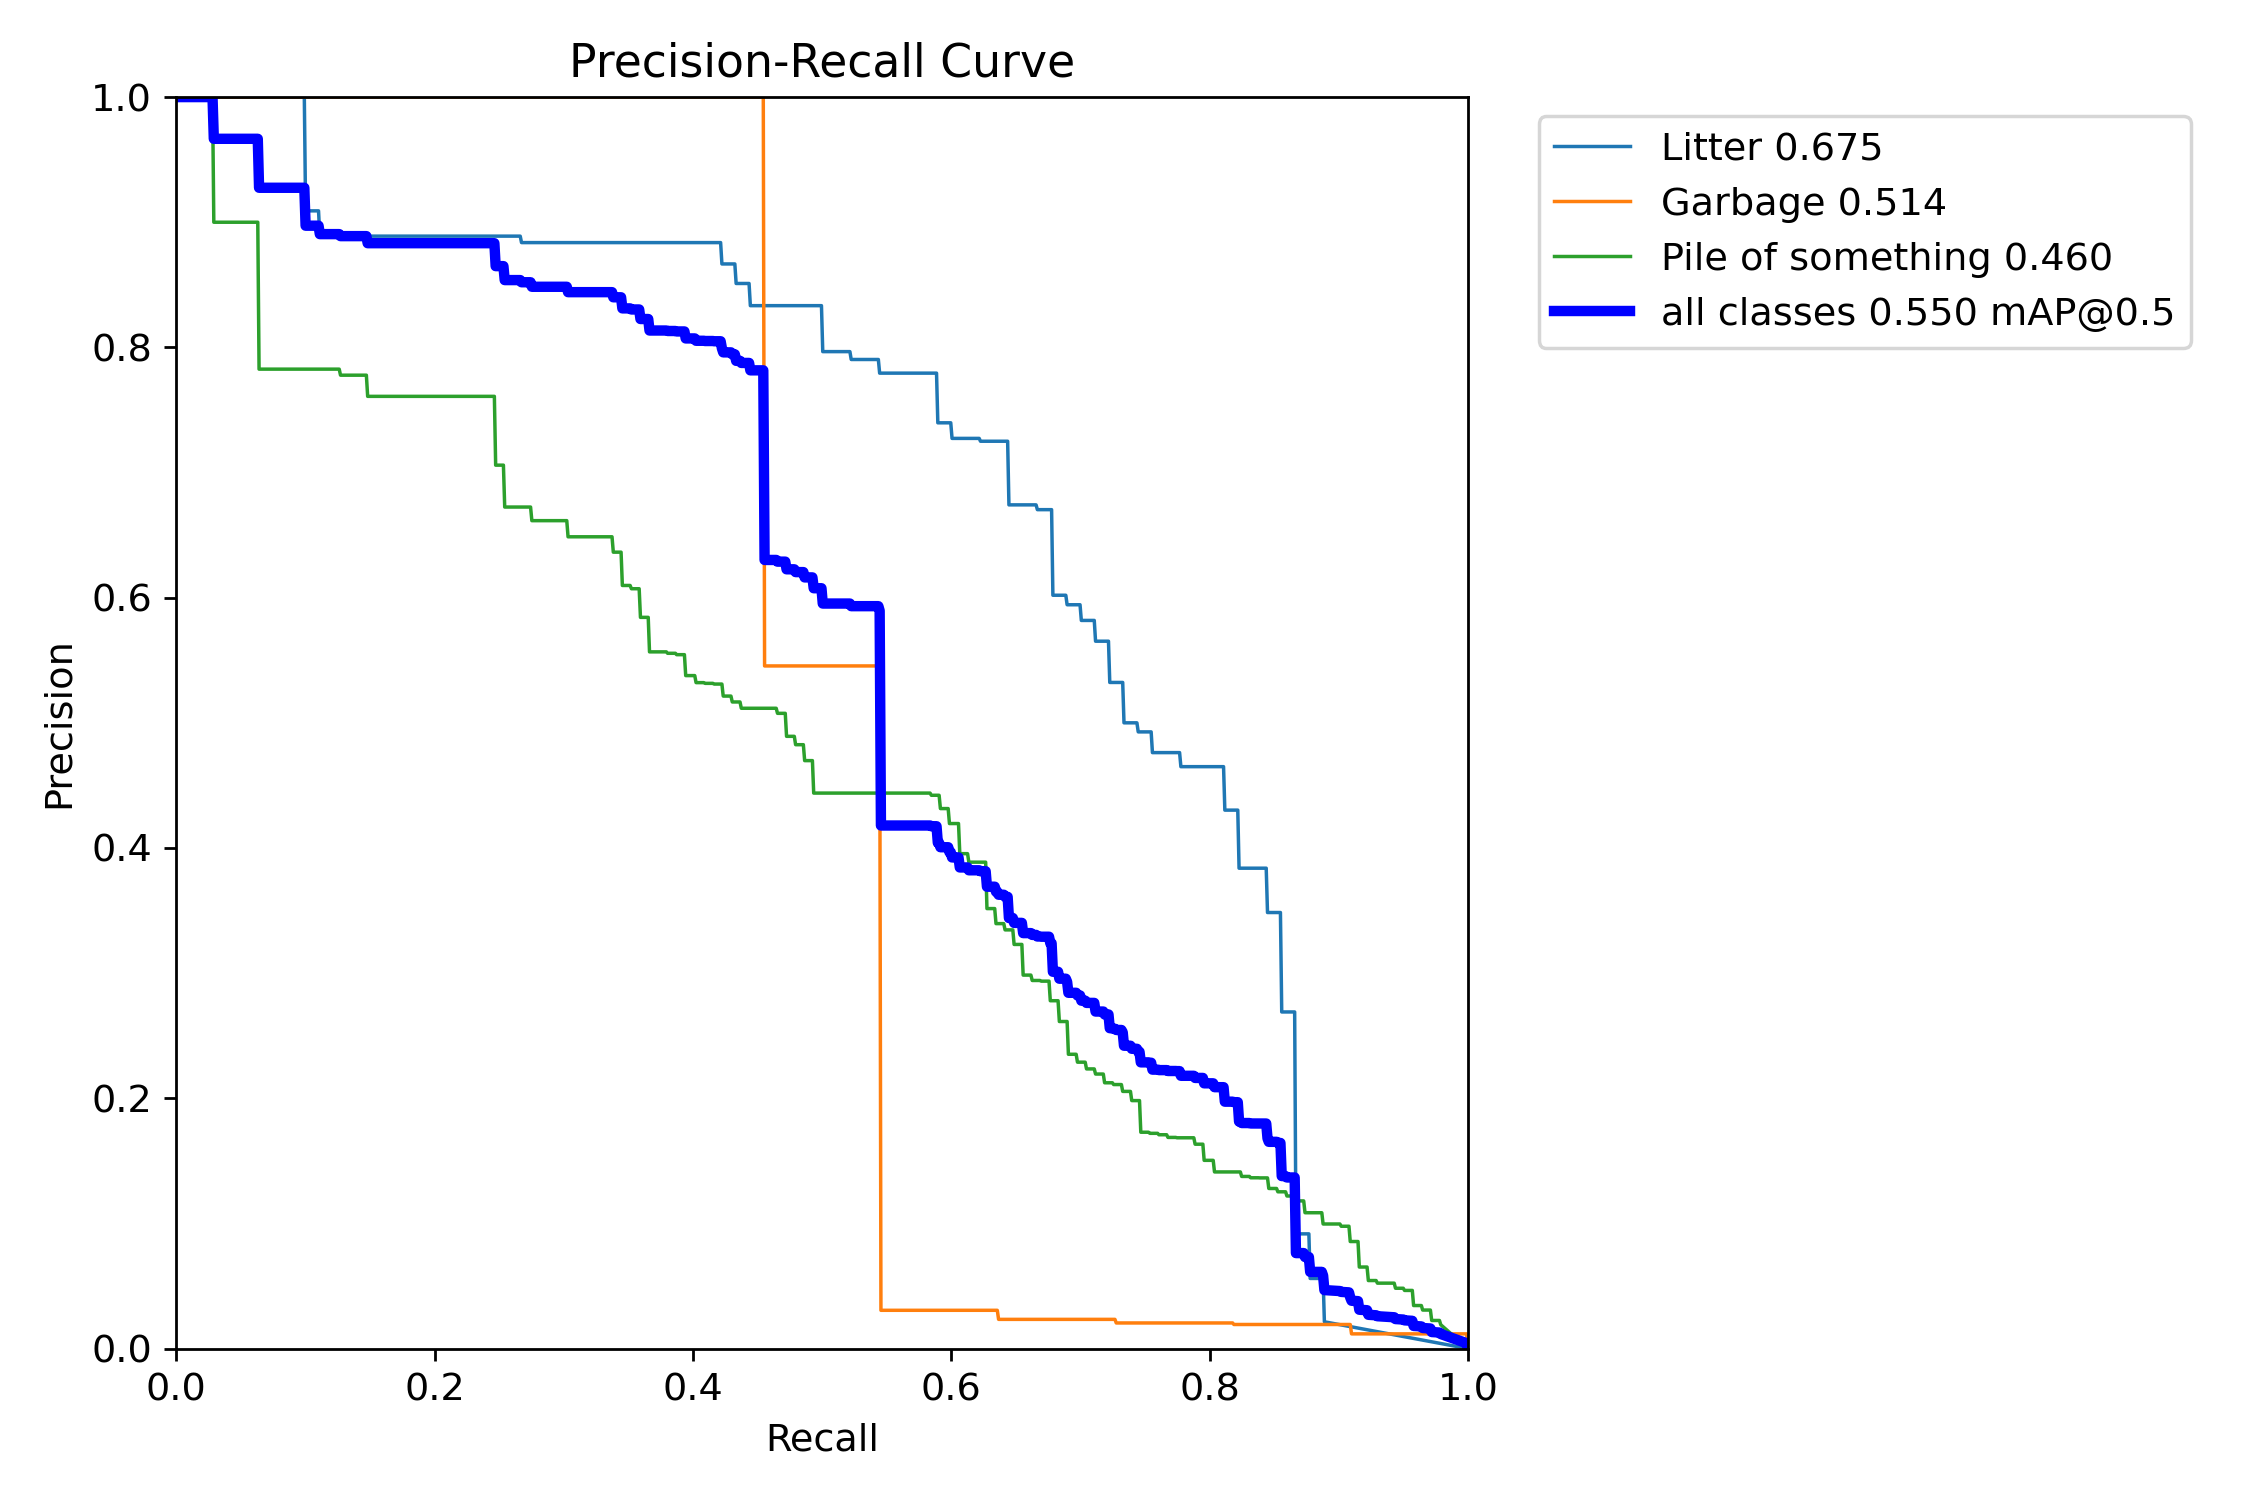 Precision-Recall Curve
1.0
0.8
0.6
0.4
0.2
0.0
Precision
0.0 0.2 0.4 0.6 0.8 1.0
Recall
Litter 0.675
Garbage 0.514
Pile of something 0.460
all classes 0.550 mAP@0.5